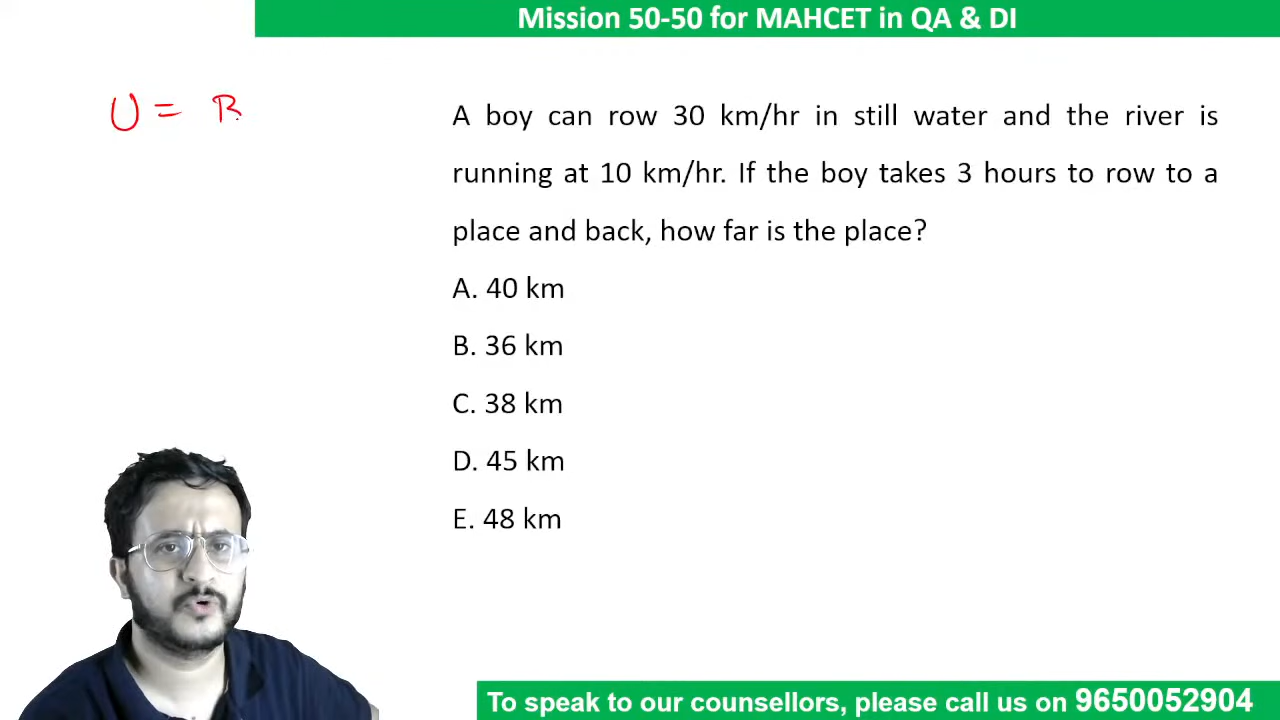 Mission 50-50 for MAHCET in QA & DI
U = B
A boy can row 30 km/hr in still water and the river is
running at 10 km/hr. If the boy takes 3 hours to row to a
place and back, how far is the place?
A. 40 km
B. 36 km
C. 38 km
D. 45 km
E. 48 km
To speak to our counsellors, please call us on 9650052904